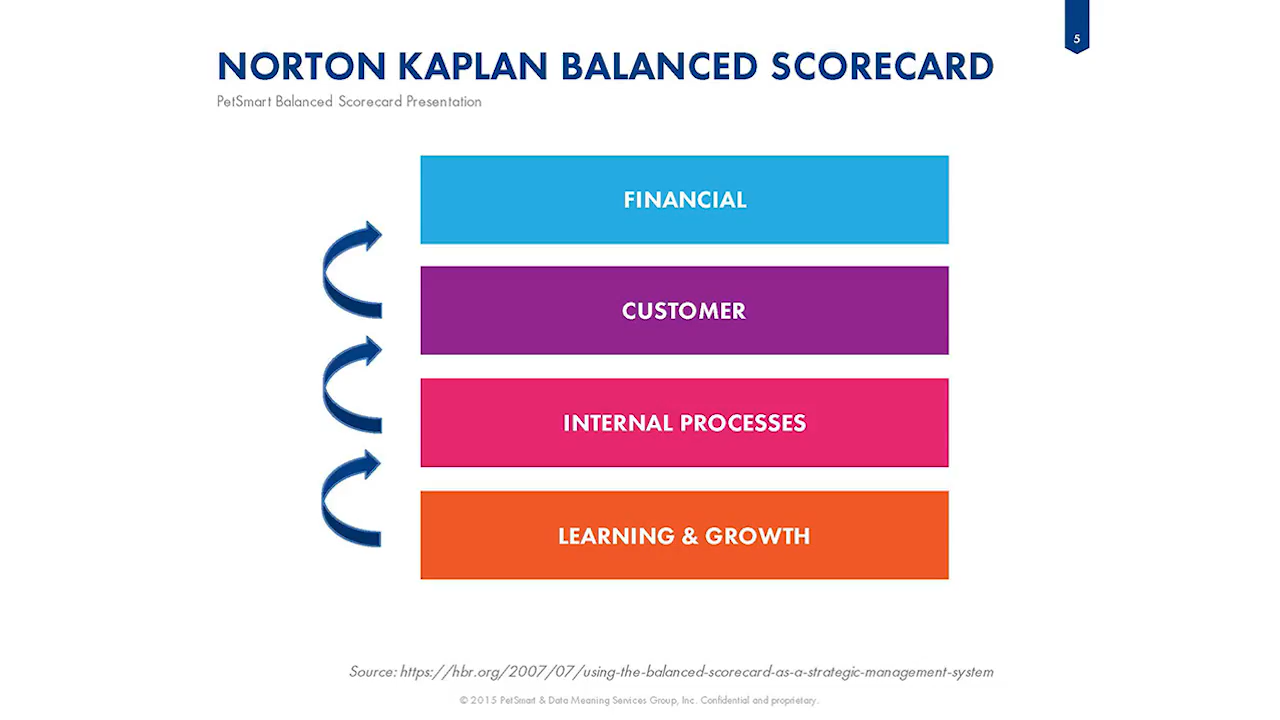 5
NORTON KAPLAN BALANCED SCORECARD
PetSmart Balanced Scorecard Presentation
FINANCIAL
CUSTOMER
INTERNAL PROCESSES
LEARNING & GROWTH
Source: https://hbr.org/2007/07/using-the-balanced-scorecard-as-a-strategic-management-system
© 2015 PetSmart & Data Meaning Services Group, Inc. Confidential and proprietary.